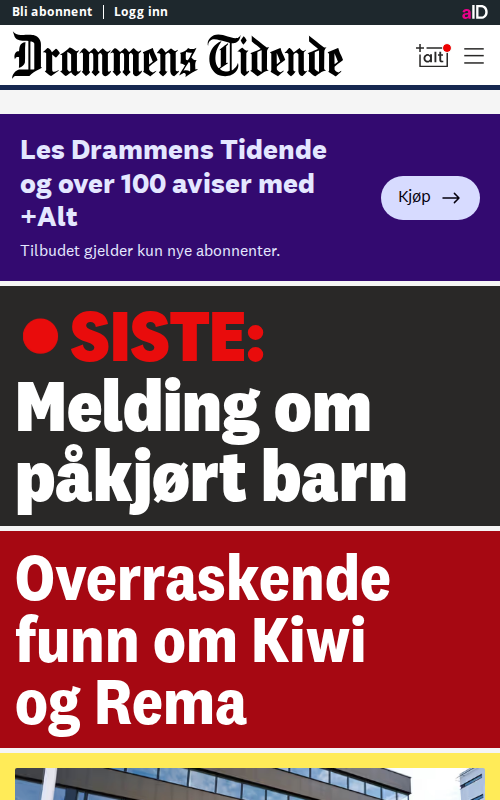 Bli abonnent | Logg inn
aID
Drammens Tidende
+alt
Les Drammens Tidende
og over 100 aviser med
+Alt
Kjøp →
Tilbudet gjelder kun nye abonnenter.
● SISTE:
Melding om
påkjørt barn
Overraskende
funn om Kiwi
og Rema